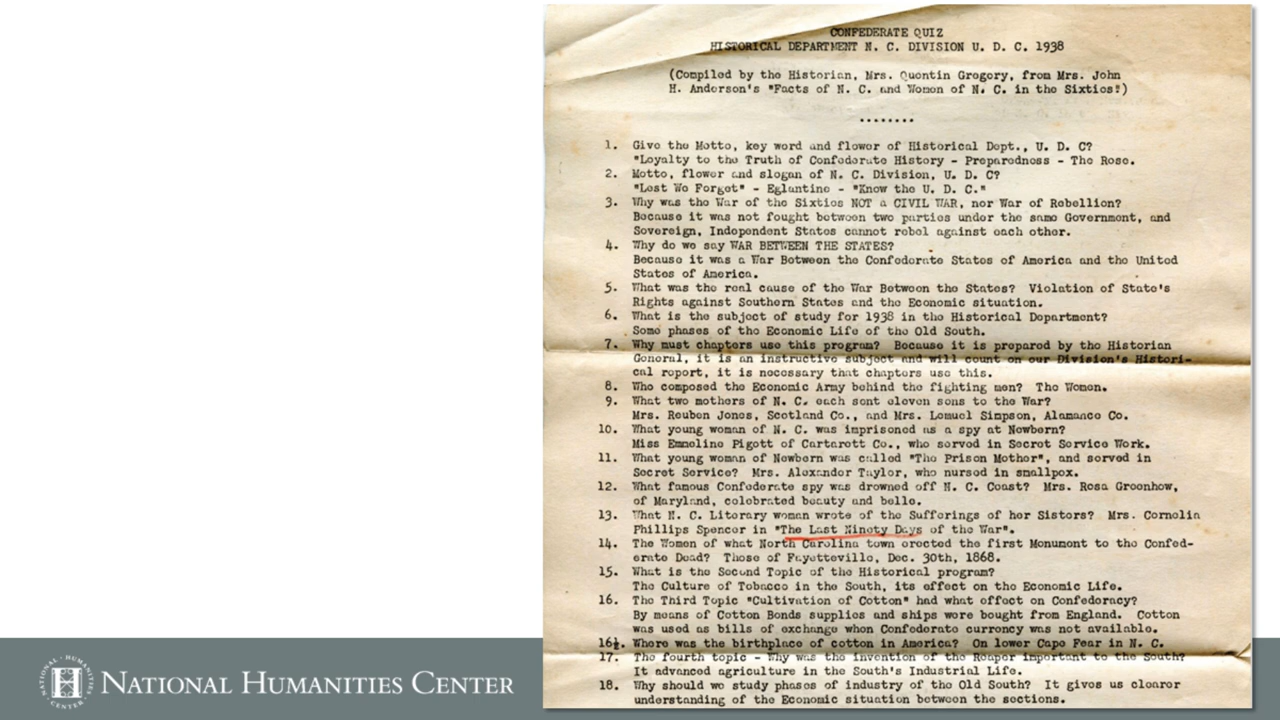 CONFEDERATE QUIZ
HISTORICAL DEPARTMENT N. C. DIVISION U. D. C. 1938
(Compiled by the Historian, Mrs. Quentin Gregory, from Mrs. John
H. Anderson's "Facts of N. C. and Women of N. C. in the Sixties")
........
1. Give the Motto, key word and flower of Historical Dept., U. D. C?
"Loyalty to the Truth of Confederate History - Preparedness - The Rose.
2. Motto, flower and slogan of N. C. Division, U. D. C?
"Lest We Forget" - Eglantine - "Know the U. D. C."
3. Why was the War of the Sixties NOT a CIVIL WAR, nor War of Rebellion?
Because it was not fought between two parties under the same Government, and
Sovereign, Independent States cannot rebel against each other.
4. Why do we say WAR BETWEEN THE STATES?
Because it was a War Between the Confederate States of America and the United
States of America.
5. What was the real cause of the War Between the States? Violation of State's
Rights against Southern States and the Economic situation.
6. What is the subject of study for 1938 in the Historical Department?
Some phases of the Economic Life of the Old South.
7. Why must chapters use this program? Because it is prepared by the Historian
General, it is an instructive subject and will count on our Division's Histori-
cal report, it is necessary that chapters use this.
8. Who composed the Economic Army behind the fighting men? The Women.
9. What two mothers of N. C. each sent eleven sons to the War?
Mrs. Reuben Jones, Scotland Co., and Mrs. Lemuel Simpson, Alamance Co.
10. What young woman of N. C. was imprisoned as a spy at Newbern?
Miss Emmeline Pigott of Cartarett Co., who served in Secret Service Work.
11. What young woman of Newbern was called "The Prison Mother", and served in
Secret Service? Mrs. Alexander Taylor, who nursed in smallpox.
12. What famous Confederate spy was drowned off N. C. Coast? Mrs. Rosa Greenhow,
of Maryland, celebrated beauty and belle.
13. What N. C. Literary woman wrote of the Sufferings of her Sisters? Mrs. Cornelia
Phillips Spencer in "The Last Ninety Days of the War".
14. The Women of what North Carolina town erected the first Monument to the Confed-
erate Dead? Those of Fayetteville, Dec. 30th, 1868.
15. What is the Second Topic of the Historical program?
The Culture of Tobacco in the South, its effect on the Economic Life.
16. The Third Topic "Cultivation of Cotton" had what effect on Confederacy?
By means of Cotton Bonds supplies and ships were bought from England. Cotton
was used as bills of exchange when Confederate currency was not available.
16½. Where was the birthplace of cotton in America? On lower Cape Fear in N. C.
17. The fourth topic - Why was the invention of the Reaper important to the South?
It advanced agriculture in the South's Industrial Life.
18. Why should we study phases of industry of the Old South? It gives us clearer
understanding of the Economic situation between the sections.
NATIONAL · HUMANITIES · CENTER
NATIONAL HUMANITIES CENTER